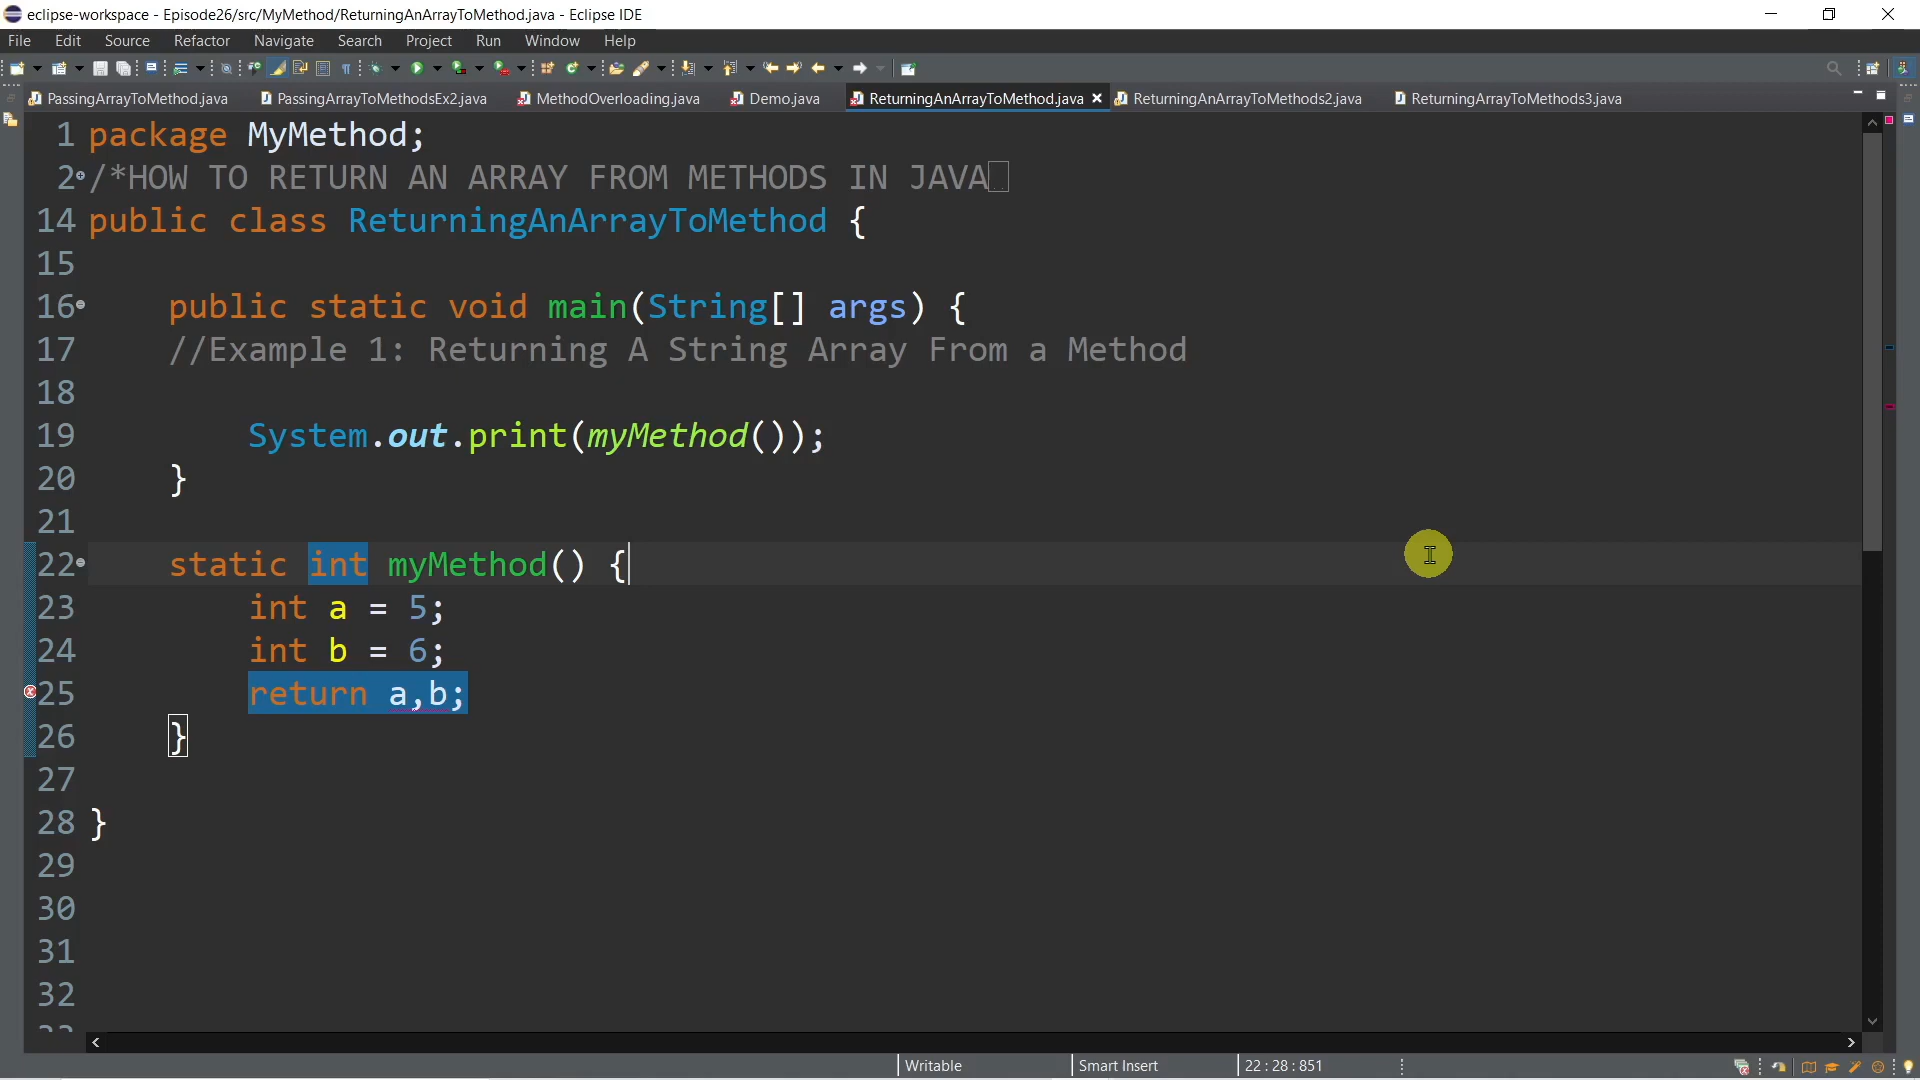 eclipse-workspace - Episode26/src/MyMethod/ReturningAnArrayToMethod.java - Eclipse IDE
File Edit Source Refactor Navigate Search Project Run Window Help
PassingArrayToMethod.java PassingArrayToMethodsEx2.java MethodOverloading.java Demo.java ReturningAnArrayToMethod.java ReturningAnArrayToMethods2.java ReturningArrayToMethods3.java
1 package MyMethod;
2 /*HOW TO RETURN AN ARRAY FROM METHODS IN JAVA
14 public class ReturningAnArrayToMethod {
15
16 public static void main(String[] args) {
17 //Example 1: Returning A String Array From a Method
18
19 System.out.print(myMethod());
20 }
21
22 static int myMethod() {
23 int a = 5;
24 int b = 6;
25 return a,b;
26 }
27
28 }
29
30
31
32
Writable Smart Insert 22 : 28 : 851